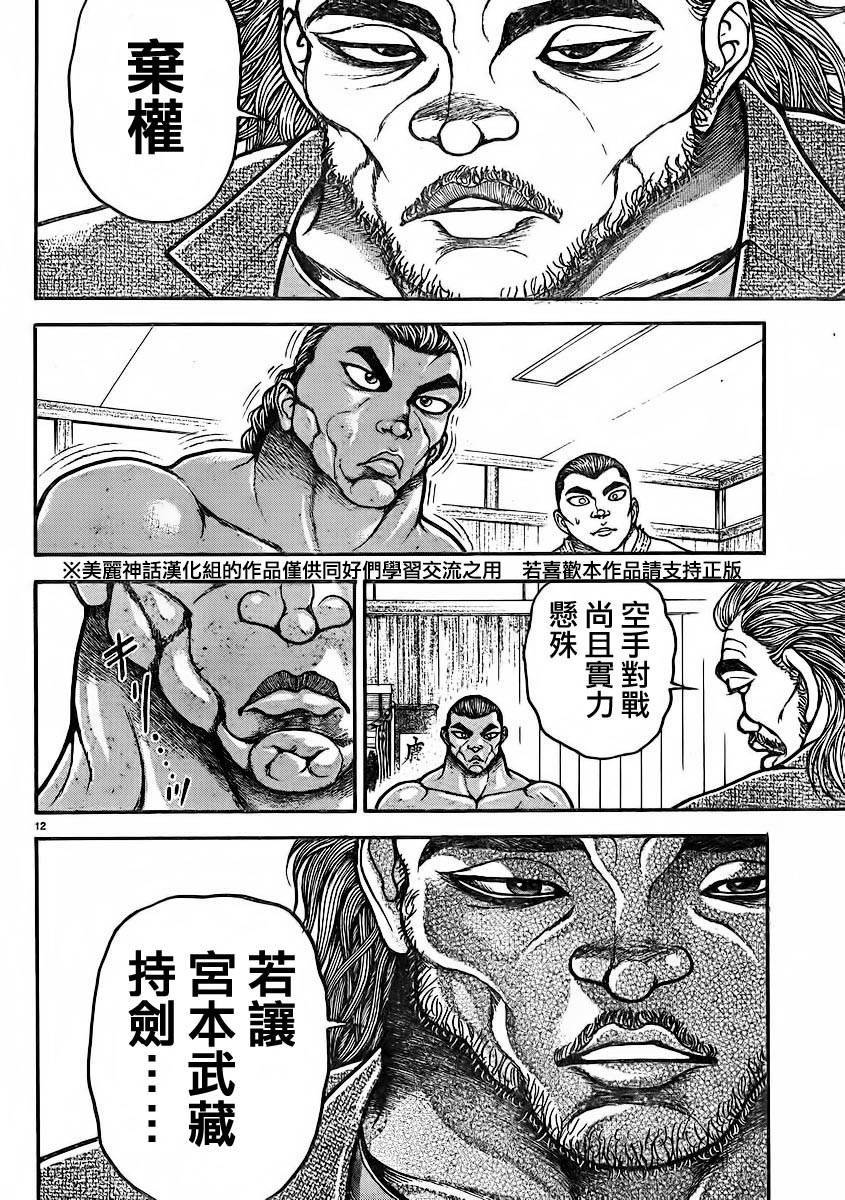 棄權
※美麗神話漢化組的作品僅供同好們學習交流之用　若喜歡本作品請支持正版
空手對戰
尚且實力
懸殊
12
若讓
宮本武藏
持劍……